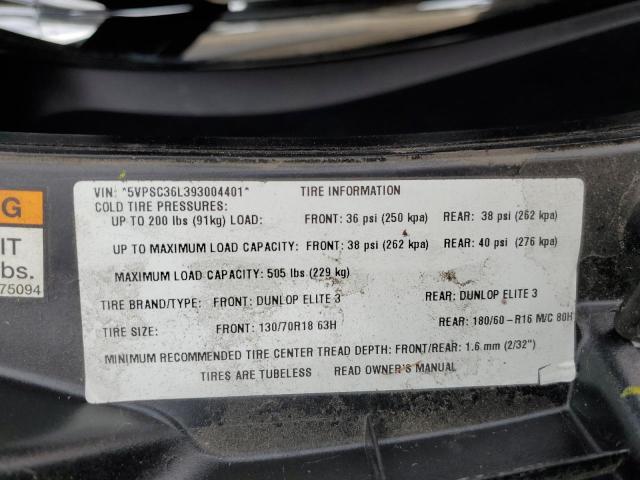 VIN: *5VPSC36L393004401* TIRE INFORMATION
COLD TIRE PRESSURES:
UP TO 200 lbs (91kg) LOAD: FRONT: 36 psi (250 kpa) REAR: 38 psi (262 kpa)
UP TO MAXIMUM LOAD CAPACITY: FRONT: 38 psi (262 kpa) REAR: 40 psi (276 kpa)
MAXIMUM LOAD CAPACITY: 505 lbs (229 kg)
TIRE BRAND/TYPE: FRONT: DUNLOP ELITE 3 REAR: DUNLOP ELITE 3
TIRE SIZE: FRONT: 130/70R18 63H REAR: 180/60-R16 M/C 80H
MINIMUM RECOMMENDED TIRE CENTER TREAD DEPTH: FRONT/REAR: 1.6 mm (2/32")
TIRES ARE TUBELESS READ OWNER'S MANUAL
G
IT
bs.
75094